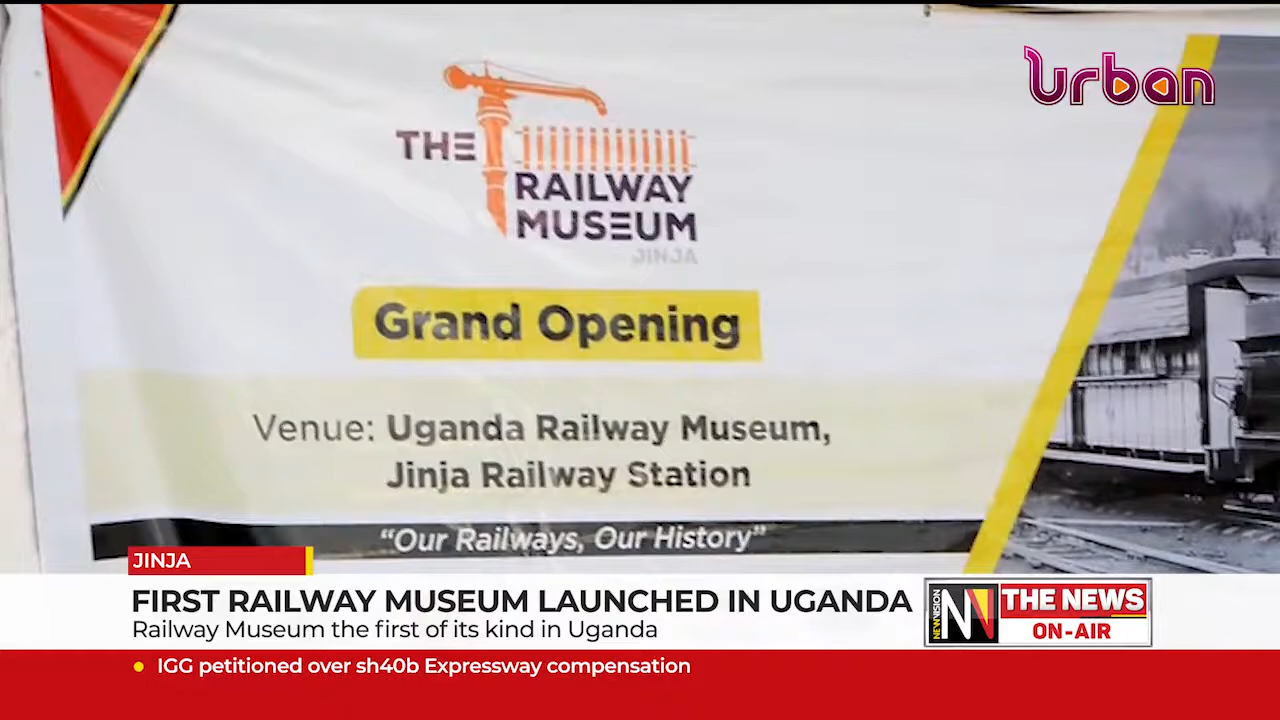 Urban
THE
RAILWAY
MUSEUM
JINJA
Grand Opening
Venue: Uganda Railway Museum,
Jinja Railway Station
“Our Railways, Our History”
JINJA
FIRST RAILWAY MUSEUM LAUNCHED IN UGANDA
Railway Museum the first of its kind in Uganda
NEW VISION
N
THE NEWS
ON-AIR
• IGG petitioned over sh40b Expressway compensation